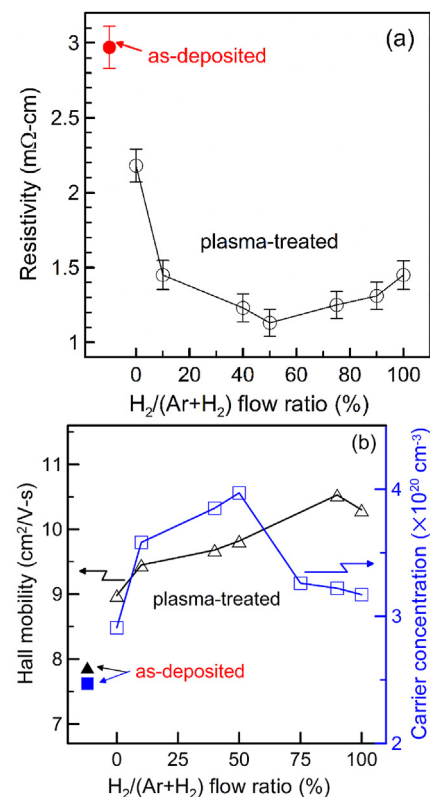 (a)
as-deposited
plasma-treated
Resistivity (mΩ-cm)
3
2.5
2
1.5
1
0 20 40 60 80 100
H₂/(Ar+H₂) flow ratio (%)
(b)
plasma-treated
as-deposited
Hall mobility (cm²/V-s)
11
10
9
8
7
Carrier concentration (×10²⁰ cm⁻³)
4
3
2
0 25 50 75 100
H₂/(Ar+H₂) flow ratio (%)